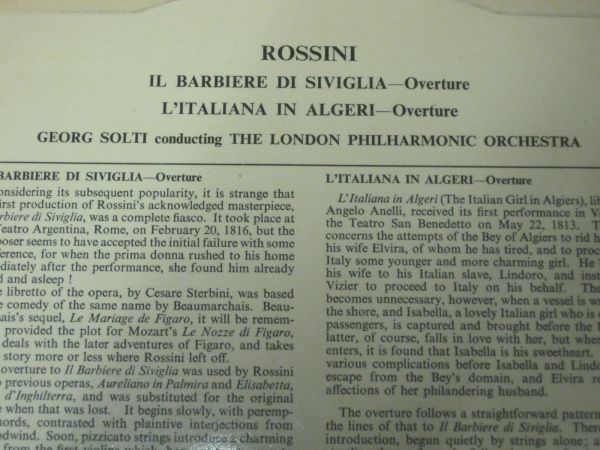 ROSSINI
IL BARBIERE DI SIVIGLIA—Overture
L'ITALIANA IN ALGERI—Overture
GEORG SOLTI conducting THE LONDON PHILHARMONIC ORCHESTRA
BARBIERE DI SIVIGLIA—Overture
onsidering its subsequent popularity, it is strange that
irst production of Rossini's acknowledged masterpiece,
rbiere di Siviglia, was a complete fiasco. It took place at
eatro Argentina, Rome, on February 20, 1816, but the
poser seems to have accepted the initial failure with some
ference, for when the prima donna rushed to his home
diately after the performance, she found him already
d and asleep !
e libretto of the opera, by Cesare Sterbini, was based
e comedy of the same name by Beaumarchais. Beau-
ais's sequel, Le Mariage de Figaro, it will be remem-
provided the plot for Mozart's Le Nozze di Figaro,
deals with the later adventures of Figaro, and takes
story more or less where Rossini left off.
overture to Il Barbiere di Siviglia was used by Rossini
o previous operas, Aureliano in Palmira and Elisabetta,
d'Inghilterra, and was substituted for the original
e when that was lost. It begins slowly, with peremp-
hords, contrasted with plaintive interjections from
odwind. Soon, pizzicato strings introduce a charming
from the first violins which
L'ITALIANA IN ALGERI—Overture
L'Italiana in Algeri (The Italian Girl in Algiers), lib
Angelo Anelli, received its first performance in V
the Teatro San Benedetto on May 22, 1813. T
concerns the attempts of the Bey of Algiers to rid h
his wife Elvira, of whom he has tired, and to proc
Italy some younger and more charming girl. He
his wife to his Italian slave, Lindoro, and inst
Vizier to proceed to Italy on his behalf. The
becomes unnecessary, however, when a vessel is wr
the shore, and Isabella, a lovely Italian girl who is o
passengers, is captured and brought before the
latter, of course, falls in love with her, but whe
enters, it is found that Isabella is his sweetheart.
various complications before Isabella and Lindo
escape from the Bey's domain, and Elvira re
affections of her philandering husband.
The overture follows a straightforward pattern
the lines of that to Il Barbiere di Siviglia. There
introduction, begun quietly by strings alone; a